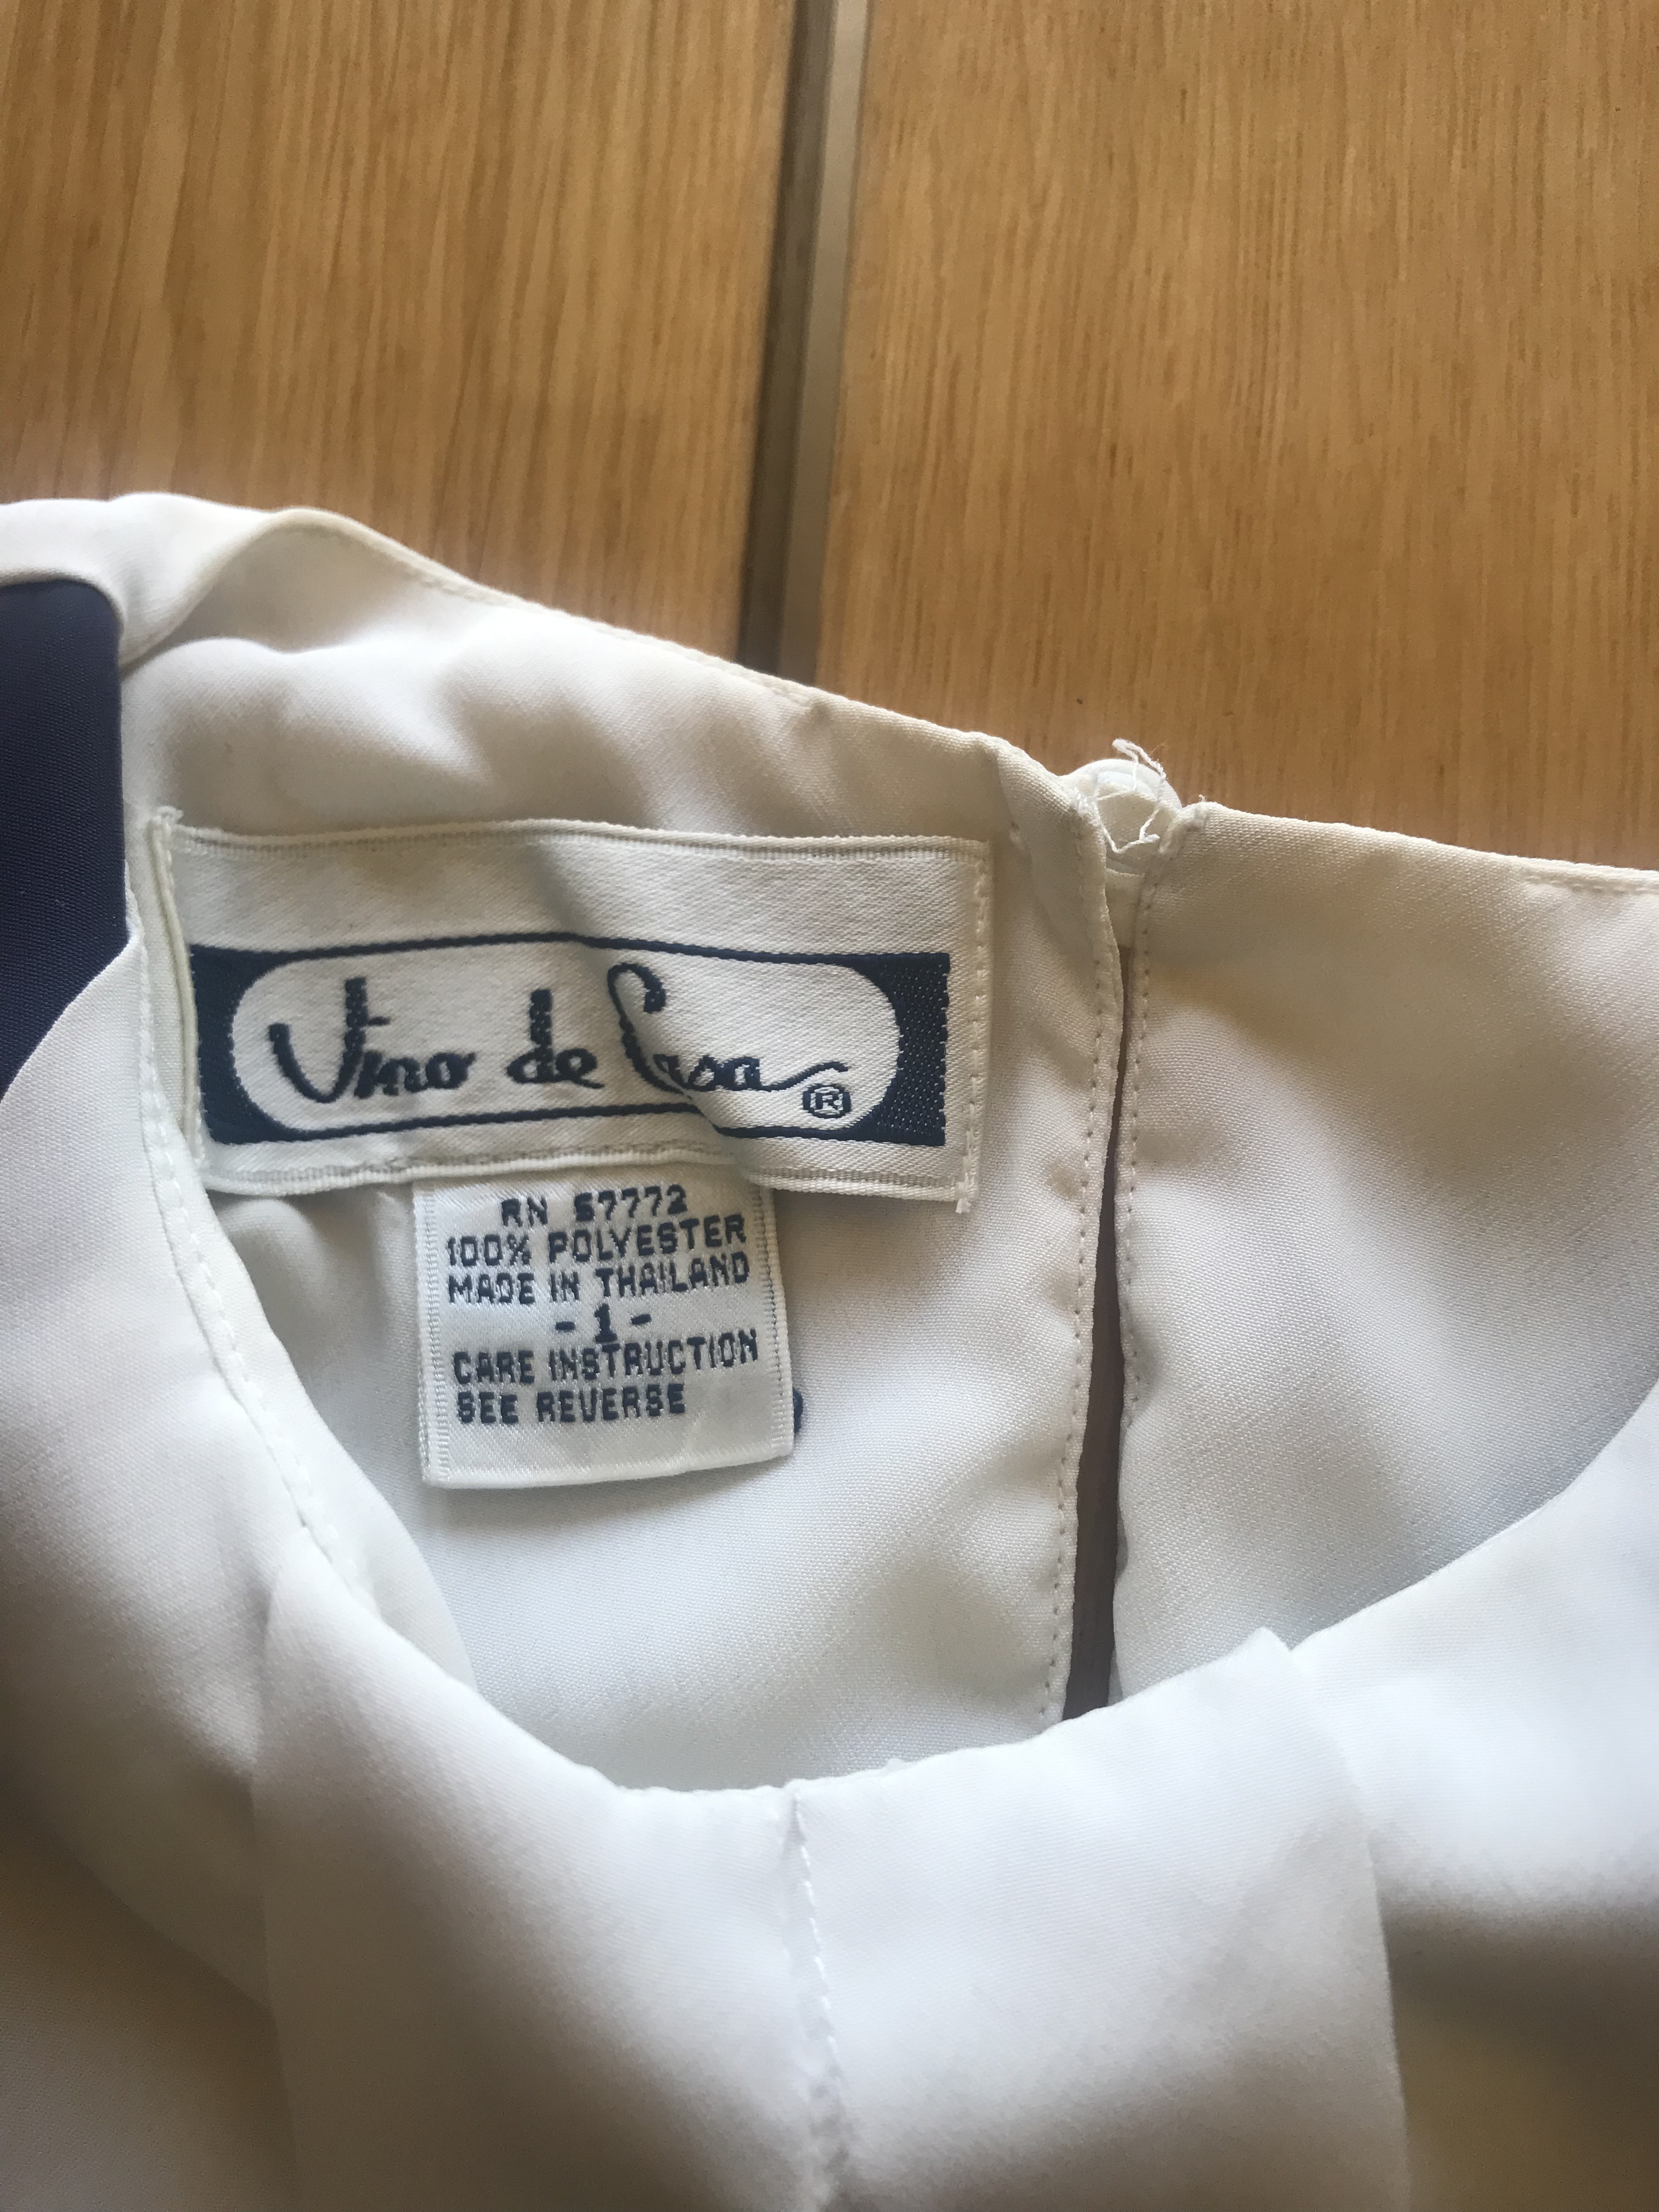 Vino de Casa ®
RN 57772
100% POLYESTER
MADE IN THAILAND
- 1 -
CARE INSTRUCTION
SEE REVERSE